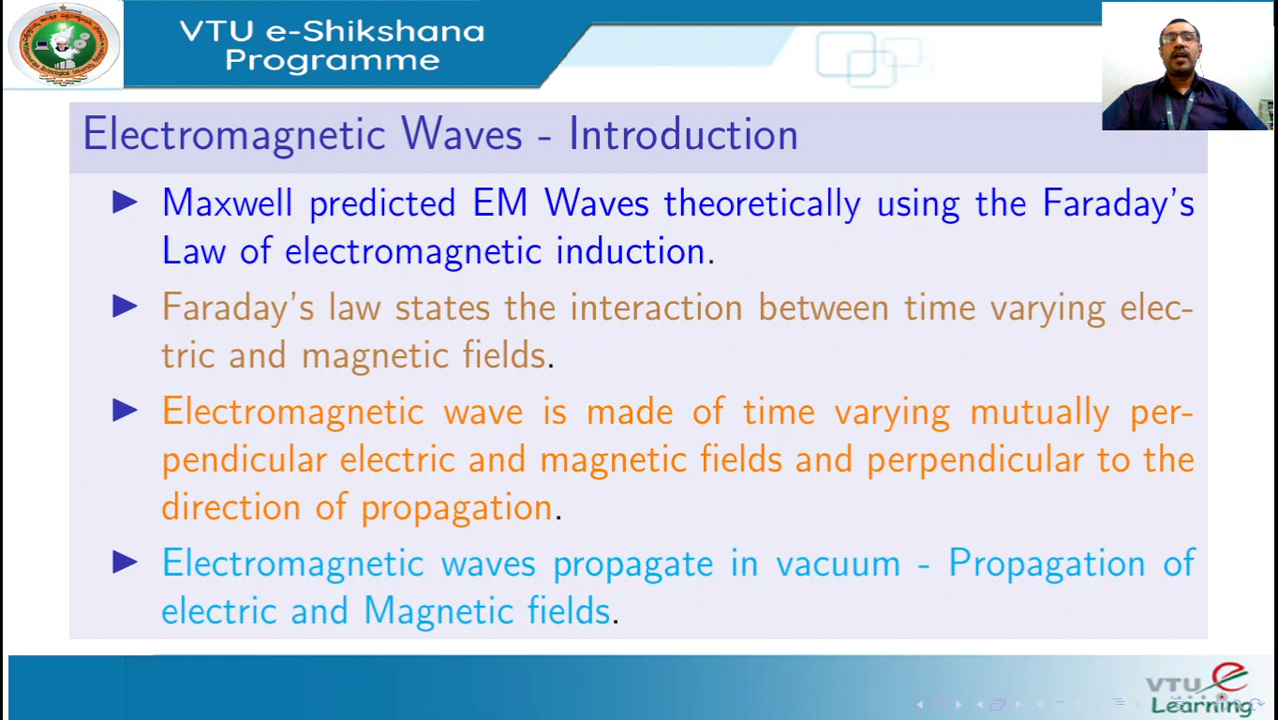 VTU e-Shikshana
Programme
Electromagnetic Waves - Introduction
Maxwell predicted EM Waves theoretically using the Faraday's
Law of electromagnetic induction.
Faraday's law states the interaction between time varying elec-
tric and magnetic fields.
Electromagnetic wave is made of time varying mutually per-
pendicular electric and magnetic fields and perpendicular to the
direction of propagation.
Electromagnetic waves propagate in vacuum - Propagation of
electric and Magnetic fields.
VTU e
Learning